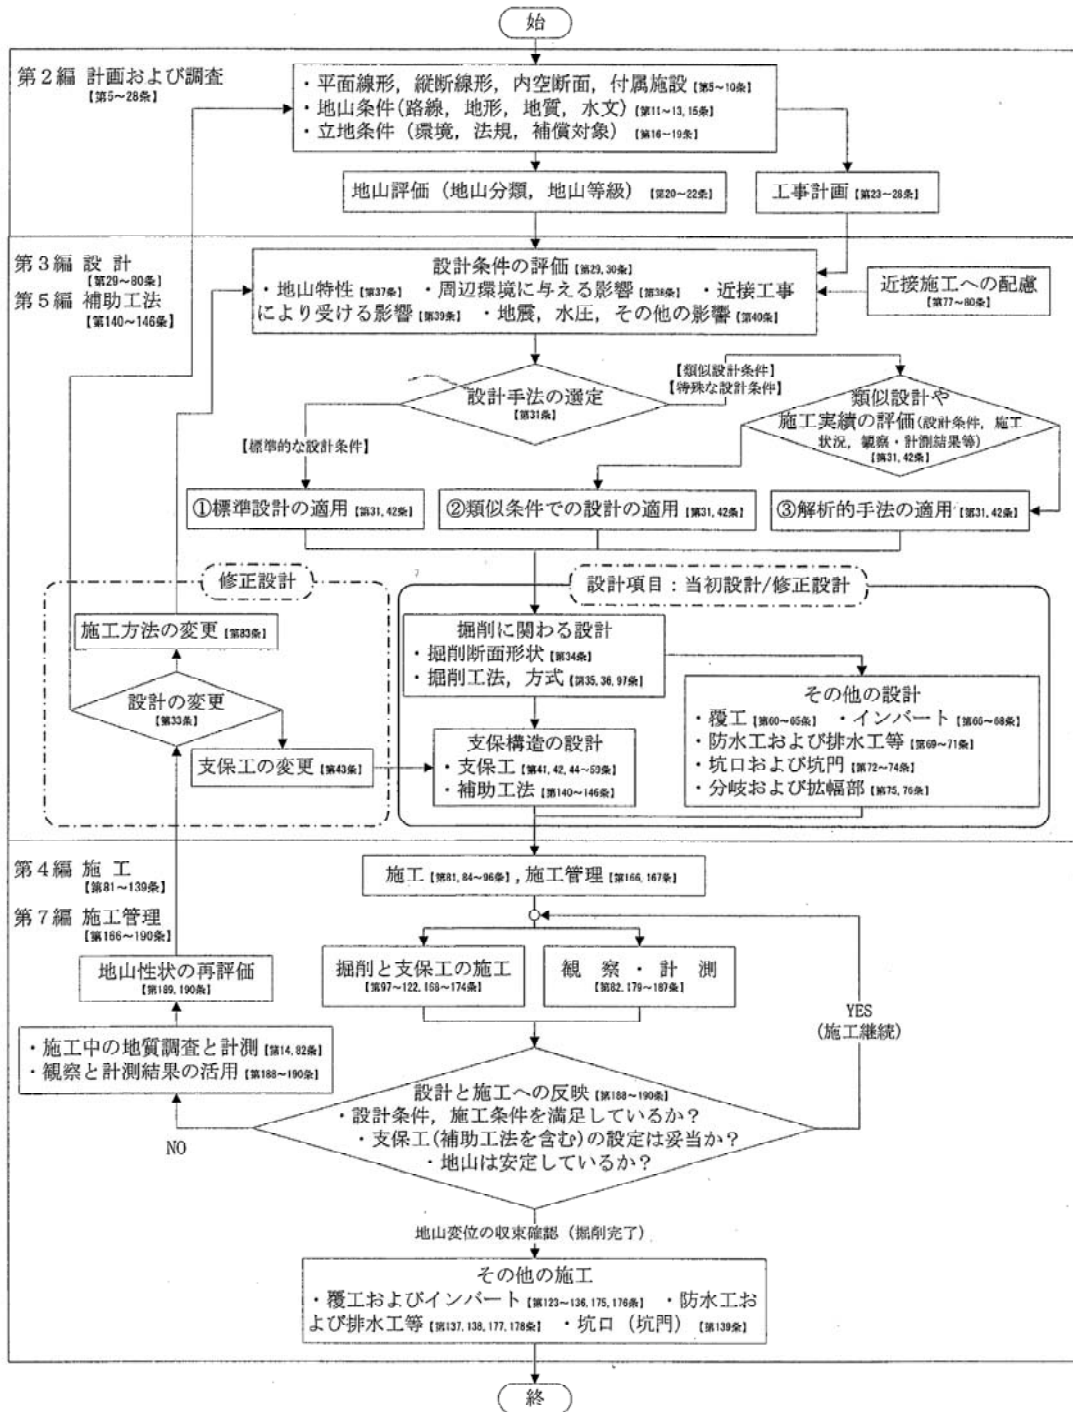 始
第2編 計画および調査
【第5~28条】
・平面線形，縦断線形，内空断面，付属施設【第5~10条】
・地山条件(路線，地形，地質，水文)【第11~13,15条】
・立地条件（環境，法規，補償対象）【第16~19条】
地山評価（地山分類，地山等級）【第20~22条】
工事計画【第23~28条】
第3編 設 計
【第29~80条】
第5編 補助工法
【第140~146条】
設計条件の評価【第29,30条】
・地山特性【第37条】 ・周辺環境に与える影響【第38条】 ・近接工事
により受ける影響【第39条】 ・地震，水圧，その他の影響【第40条】
近接施工への配慮
【第77~80条】
設計手法の選定
【第31条】
【類似設計条件】
【特殊な設計条件】
類似設計や
施工実績の評価(設計条件，施工
状況，観察・計測結果等)
【第31,42条】
【標準的な設計条件】
①標準設計の適用【第31,42条】
②類似条件での設計の適用【第31,42条】
③解析的手法の適用【第31,42条】
修正設計
設計項目：当初設計/修正設計
施工方法の変更【第83条】
設計の変更
【第33条】
支保工の変更【第43条】
掘削に関わる設計
・掘削断面形状【第34条】
・掘削工法，方式【第35,36,97条】
支保構造の設計
・支保工【第41,42,44~59条】
・補助工法【第140~146条】
その他の設計
・覆工【第60~65条】 ・インバート【第66~68条】
・防水工および排水工等【第69~71条】
・坑口および坑門【第72~74条】
・分岐および拡幅部【第75,76条】
第4編 施 工
【第81~139条】
第7編 施工管理
【第166~190条】
施工【第81,84~96条】,施工管理【第166,167条】
掘削と支保工の施工
【第97~122,168~174条】
観 察 ・ 計 測
【第82,179~187条】
地山性状の再評価
【第189,190条】
・施工中の地質調査と計測【第14,82条】
・観察と計測結果の活用【第188~190条】
YES
(施工継続)
設計と施工への反映【第188~190条】
・設計条件，施工条件を満足しているか？
・支保工(補助工法を含む)の設定は妥当か？
・地山は安定しているか？
NO
地山変位の収束確認（掘削完了）
その他の施工
・覆工およびインバート【第123~136,175,176条】 ・防水工お
よび排水工等【第137,138,177,178条】 ・坑口（坑門）【第139条】
終